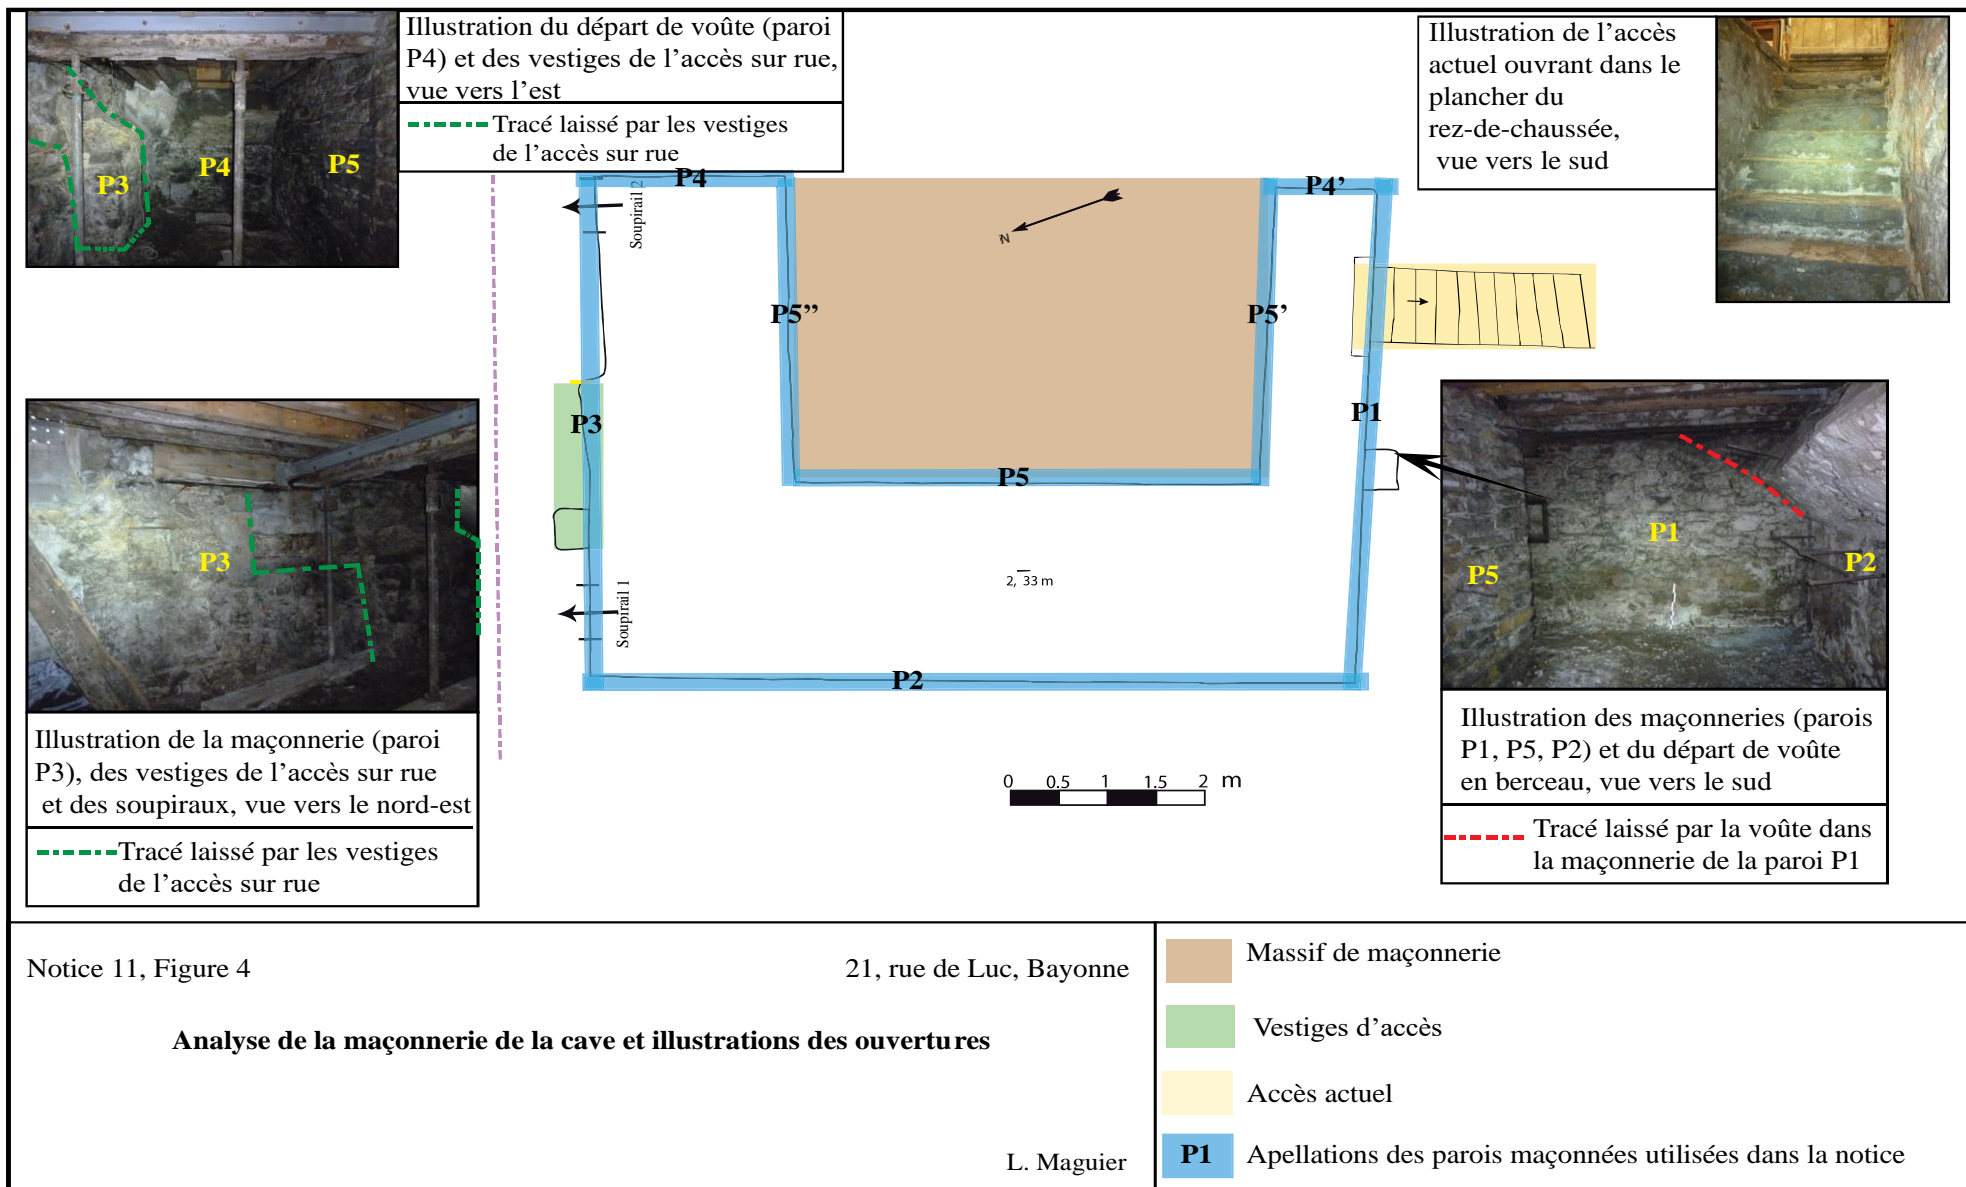 P3
P4
P5
Illustration du départ de voûte (paroi
P4) et des vestiges de l’accès sur rue,
vue vers l’est
Tracé laissé par les vestiges
de l’accès sur rue
Illustration de l’accès
actuel ouvrant dans le
plancher du
rez-de-chaussée,
vue vers le sud
P4
P4’
Soupirail 2
N
P5’’
P5’
P3
P1
P5
Soupirail 1
2, 33 m
P2
0 0.5 1 1.5 2 m
P3
Illustration de la maçonnerie (paroi
P3), des vestiges de l’accès sur rue
et des soupiraux, vue vers le nord-est
Tracé laissé par les vestiges
de l’accès sur rue
P5
P1
P2
Illustration des maçonneries (parois
P1, P5, P2) et du départ de voûte
en berceau, vue vers le sud
Tracé laissé par la voûte dans
la maçonnerie de la paroi P1
Notice 11, Figure 4
21, rue de Luc, Bayonne
Analyse de la maçonnerie de la cave et illustrations des ouvertures
L. Maguier
Massif de maçonnerie
Vestiges d’accès
Accès actuel
P1 Apellations des parois maçonnées utilisées dans la notice